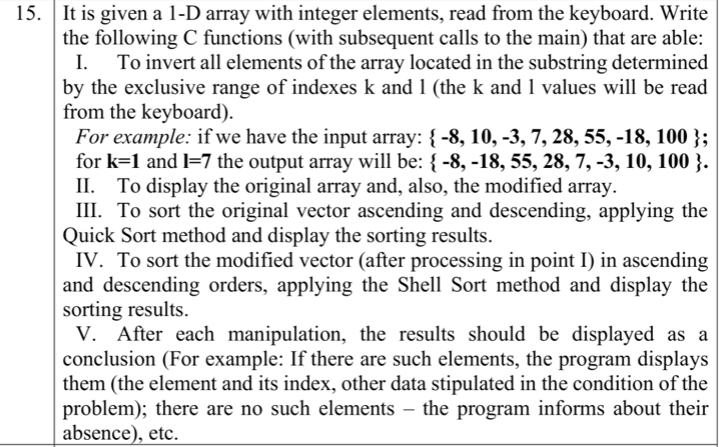 15. It is given a 1-D array with integer elements, read from the keyboard. Write
the following C functions (with subsequent calls to the main) that are able:
I. To invert all elements of the array located in the substring determined
by the exclusive range of indexes k and l (the k and l values will be read
from the keyboard).
For example: if we have the input array: { -8, 10, -3, 7, 28, 55, -18, 100 };
for k=1 and l=7 the output array will be: { -8, -18, 55, 28, 7, -3, 10, 100 }.
II. To display the original array and, also, the modified array.
III. To sort the original vector ascending and descending, applying the
Quick Sort method and display the sorting results.
IV. To sort the modified vector (after processing in point I) in ascending
and descending orders, applying the Shell Sort method and display the
sorting results.
V. After each manipulation, the results should be displayed as a
conclusion (For example: If there are such elements, the program displays
them (the element and its index, other data stipulated in the condition of the
problem); there are no such elements – the program informs about their
absence), etc.